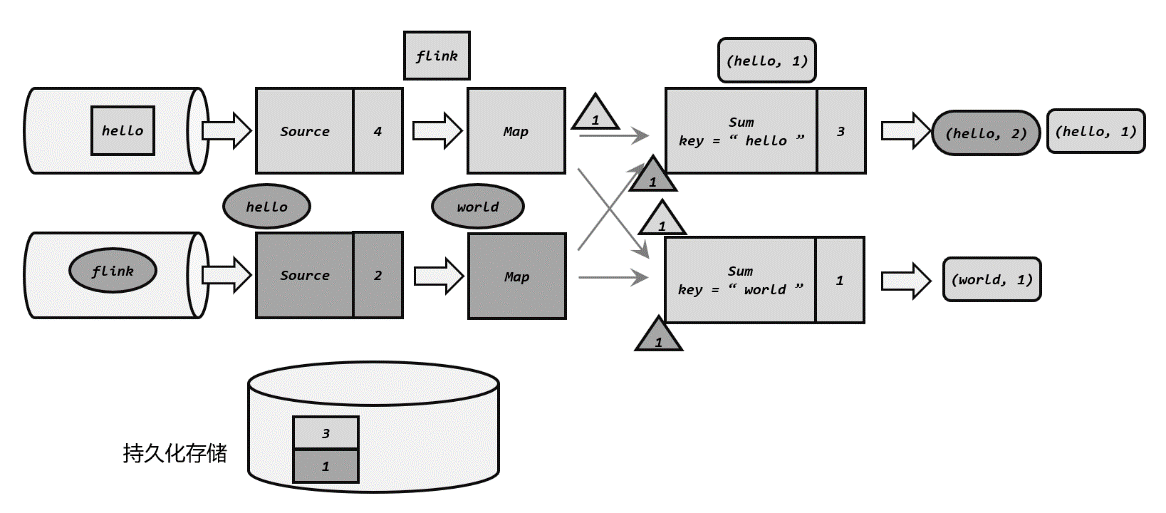 flink
(hello, 1)
hello
Source
4
Map
1
Sum
key = “ hello ”
3
(hello, 2)
(hello, 1)
1
hello
world
1
flink
Source
2
Map
Sum
key = “ world ”
1
(world, 1)
1
持久化存储
3
1